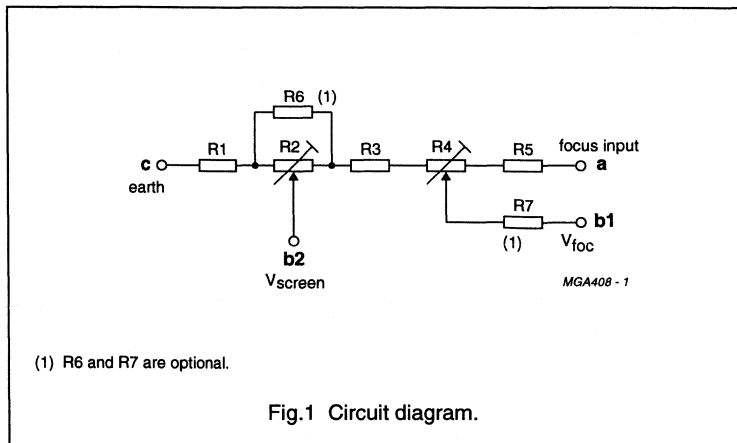 R6 (1)
R1 R2 R3 R4 R5 focus input
c a
earth
R7
b1
(1) Vfoc
b2
Vscreen
MGA408 - 1
(1) R6 and R7 are optional.
Fig.1 Circuit diagram.